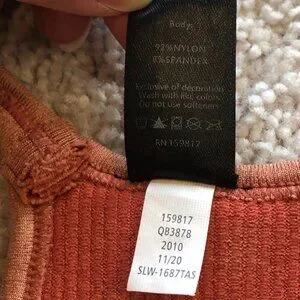 Body:
92%NYLON
8%SPANDEX
Exclusive of decoration
Wash with like colors
Do not use softeners
RN 159817
159817
QB3878
2010
11/20
SLW-1687TAS